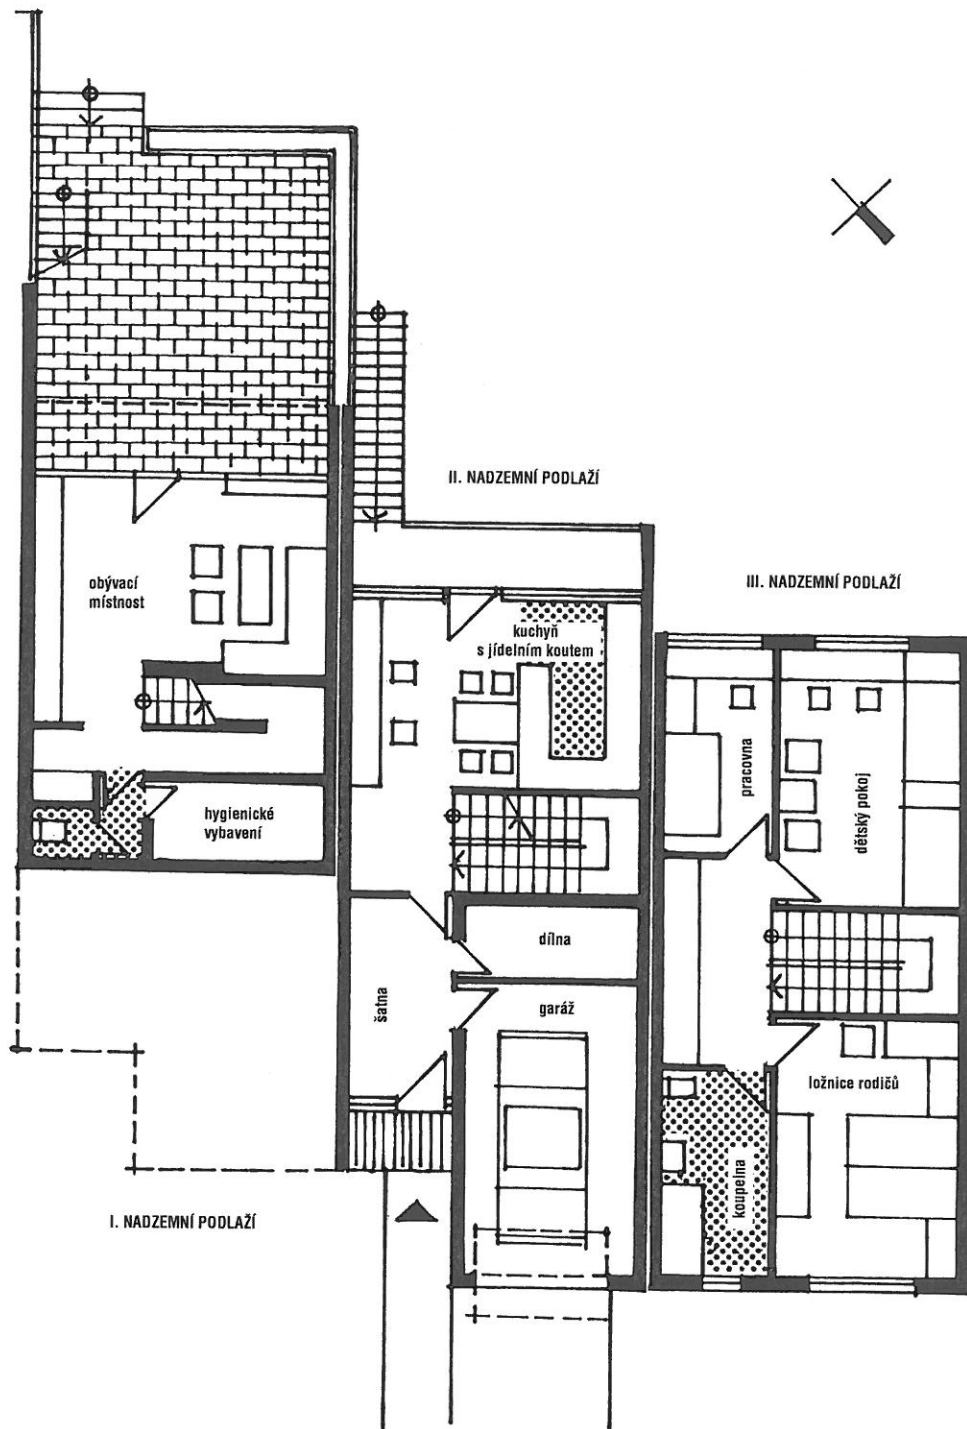 II. NADZEMNÍ PODLAŽÍ
III. NADZEMNÍ PODLAŽÍ
obývací
místnost
kuchyň
s jídelním koutem
pracovna
dětský pokoj
hygienické
vybavení
dílna
šatna
garáž
ložnice rodičů
koupelna
I. NADZEMNÍ PODLAŽÍ